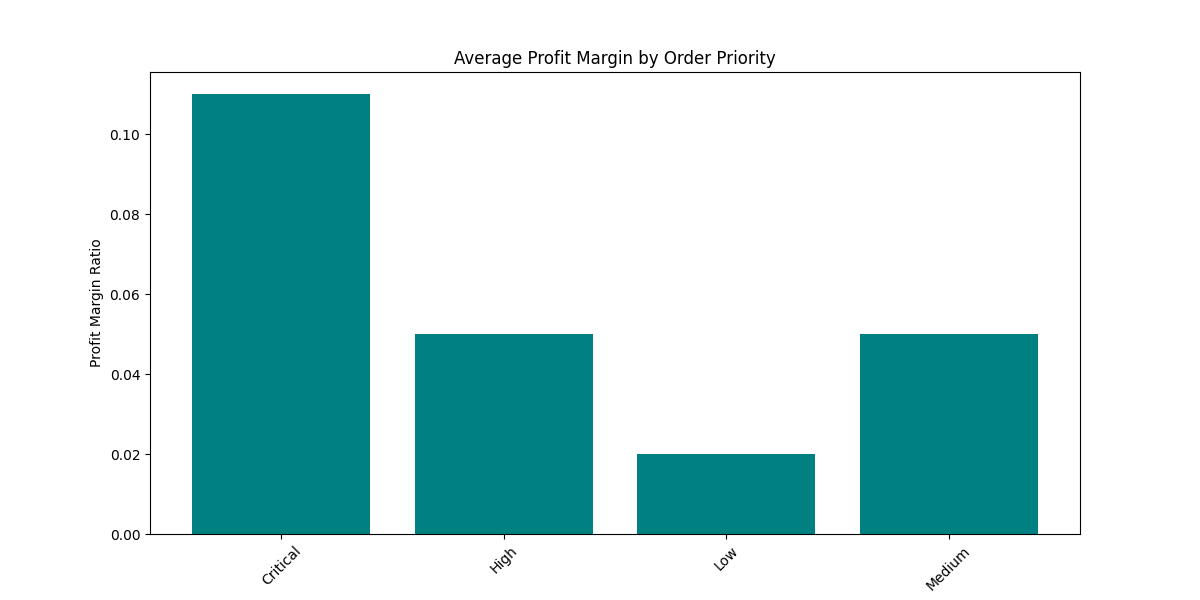 Average Profit Margin by Order Priority
Profit Margin Ratio
0.10
0.08
0.06
0.04
0.02
0.00
Critical
High
Low
Medium